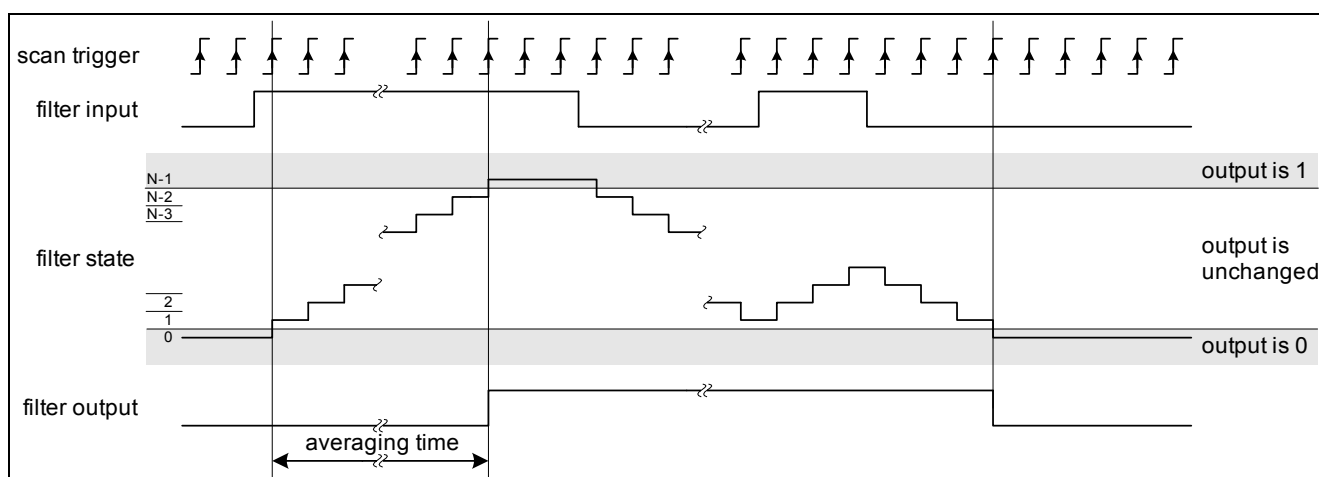 scan trigger
filter input
output is 1
N-1
N-2
N-3
filter state
output is
unchanged
2
1
0
output is 0
filter output
averaging time